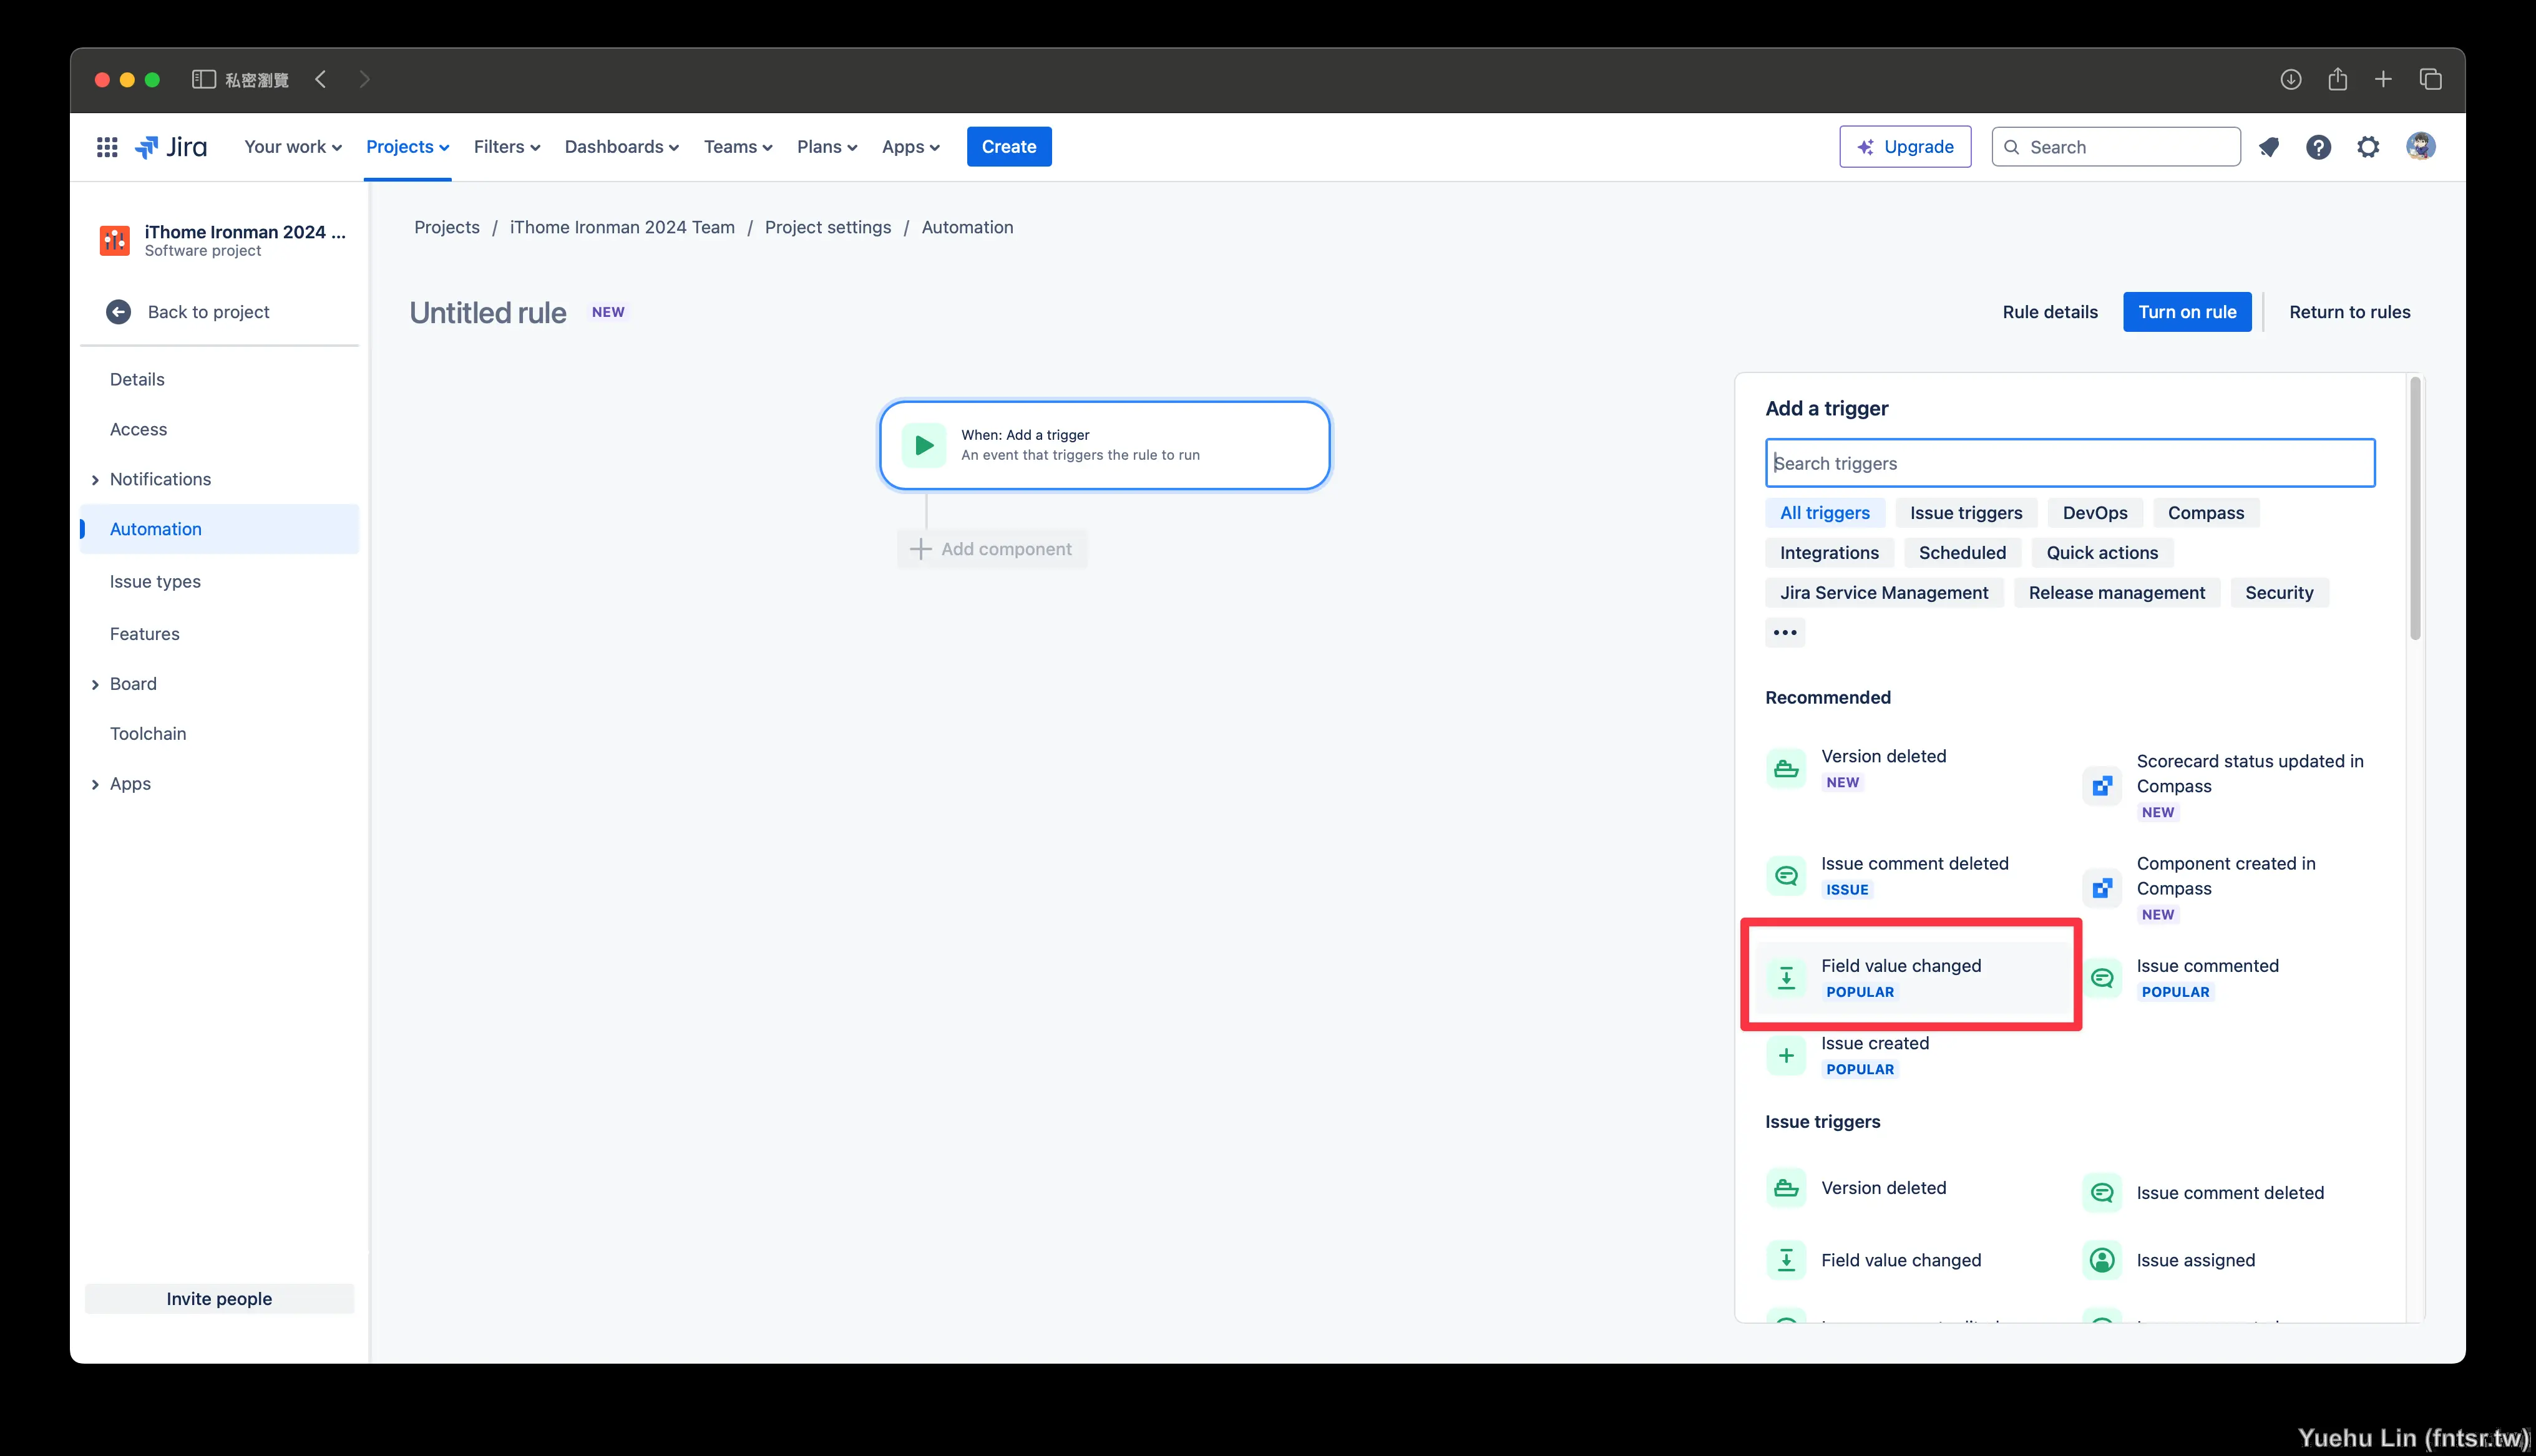 私密瀏覽
Jira
Your work
Projects
Filters
Dashboards
Teams
Plans
Apps
Create
Upgrade
Search
iThome Ironman 2024 ...
Software project
Back to project
Details
Access
Notifications
Automation
Issue types
Features
Board
Toolchain
Apps
Invite people
Projects / iThome Ironman 2024 Team / Project settings / Automation
Untitled rule NEW
Rule details
Turn on rule
Return to rules
When: Add a trigger
An event that triggers the rule to run
Add component
Add a trigger
Search triggers
All triggers Issue triggers DevOps Compass
Integrations Scheduled Quick actions
Jira Service Management Release management Security
•••
Recommended
Version deleted
NEW
Scorecard status updated in
Compass
NEW
Issue comment deleted
ISSUE
Component created in
Compass
NEW
Field value changed
POPULAR
Issue commented
POPULAR
Issue created
POPULAR
Issue triggers
Version deleted
Issue comment deleted
Field value changed
Issue assigned
Yuehu Lin (fntsr.tw)